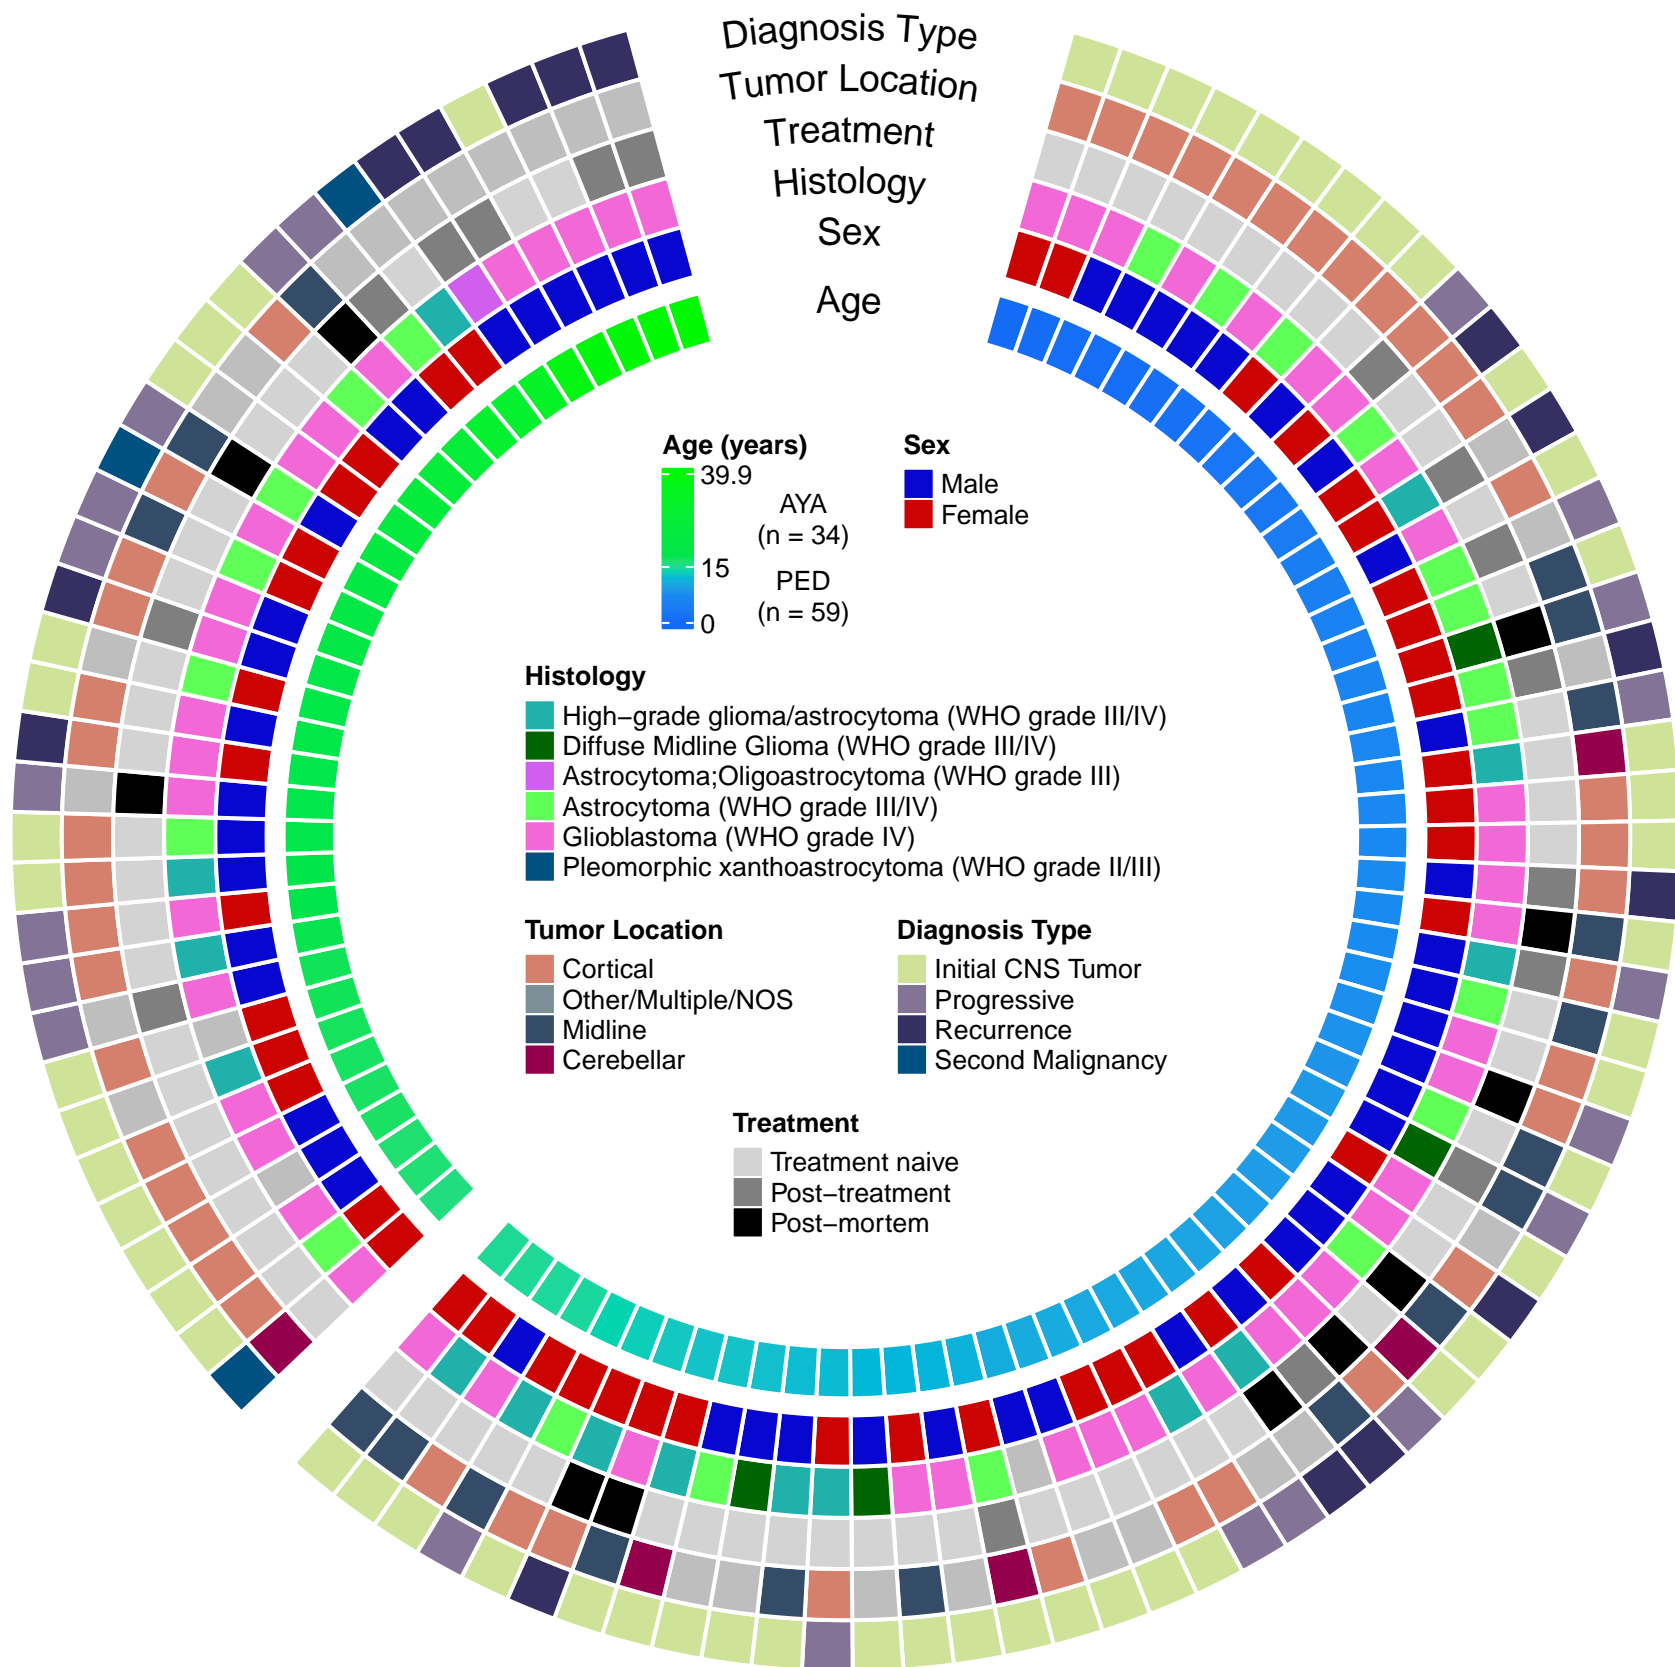 Diagnosis Type
Tumor Location
Treatment
Histology
Sex
Age
Age (years)
39.9
15
0
AYA
(n = 34)
PED
(n = 59)
Sex
Male
Female
Histology
High−grade glioma/astrocytoma (WHO grade III/IV)
Diffuse Midline Glioma (WHO grade III/IV)
Astrocytoma;Oligoastrocytoma (WHO grade III)
Astrocytoma (WHO grade III/IV)
Glioblastoma (WHO grade IV)
Pleomorphic xanthoastrocytoma (WHO grade II/III)
Tumor Location
Cortical
Other/Multiple/NOS
Midline
Cerebellar
Diagnosis Type
Initial CNS Tumor
Progressive
Recurrence
Second Malignancy
Treatment
Treatment naive
Post−treatment
Post−mortem